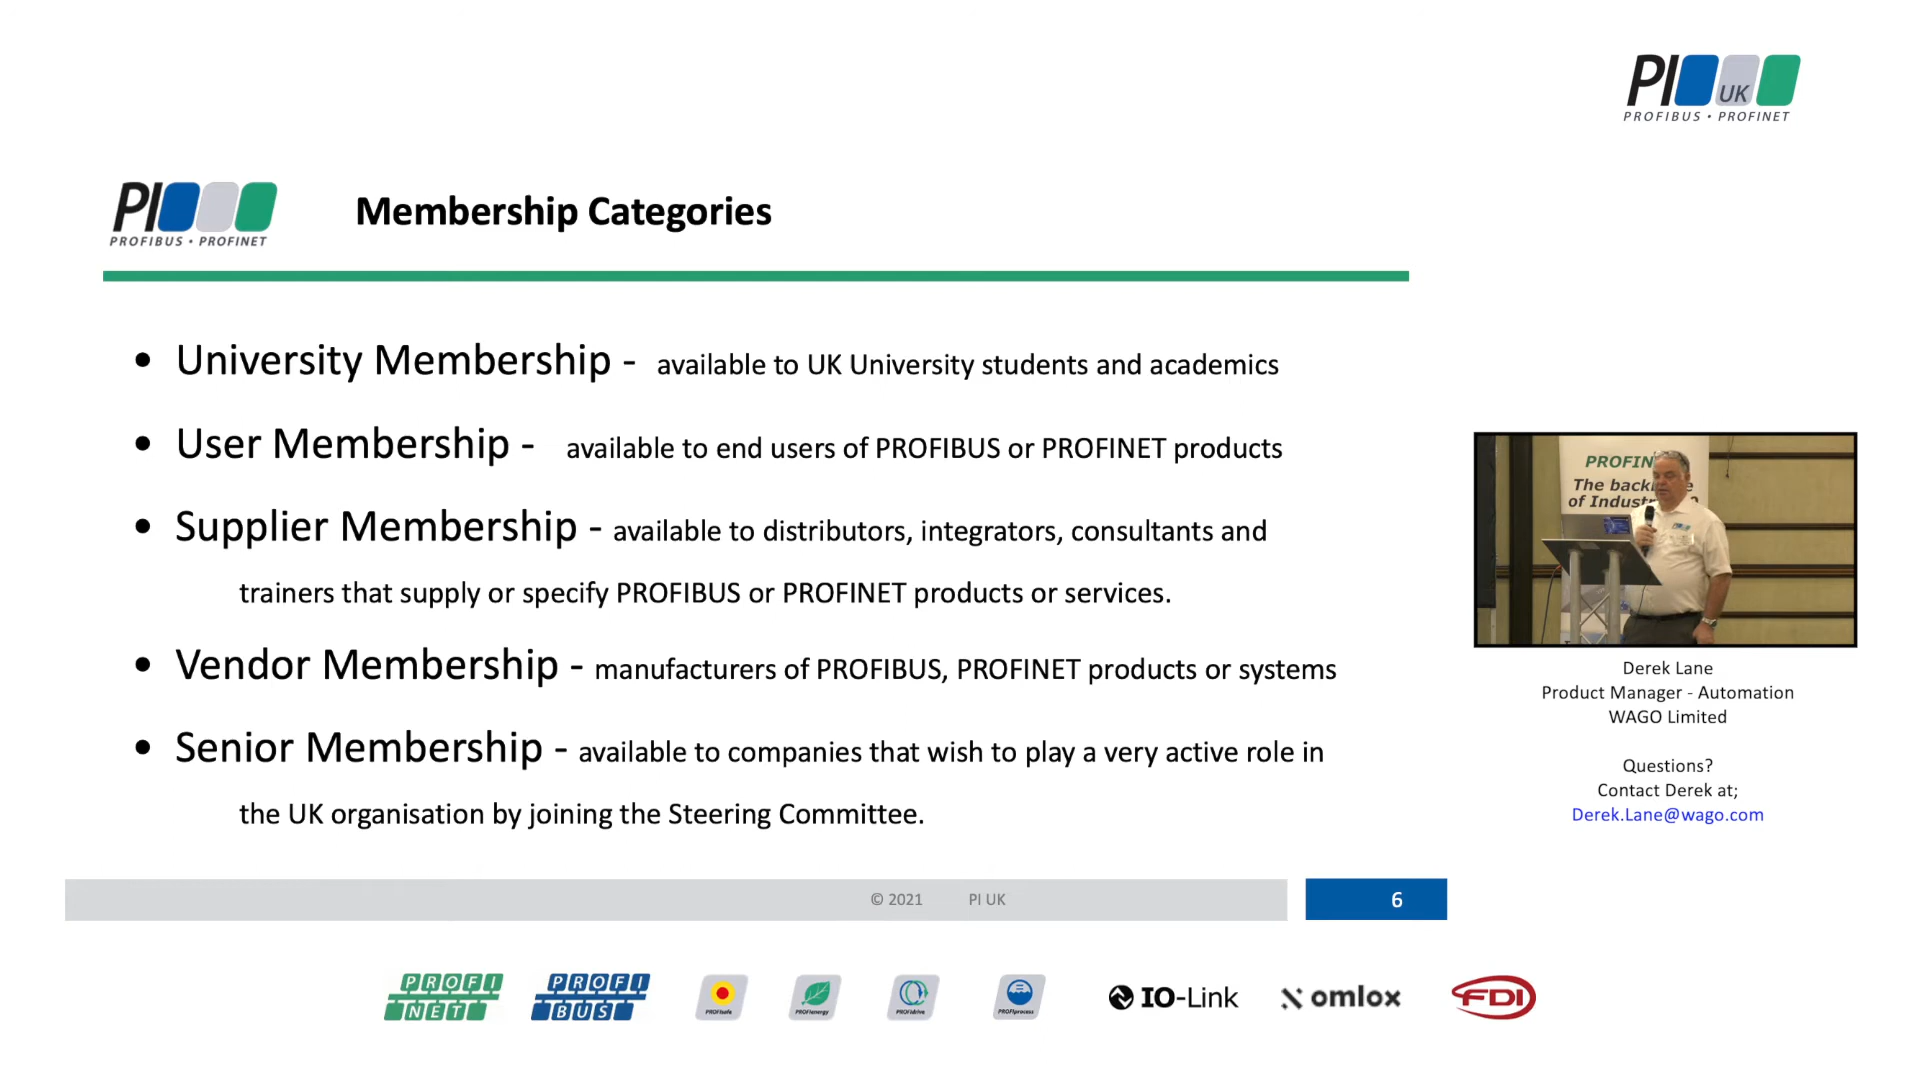 PI UK
PROFIBUS • PROFINET
PI
PROFIBUS • PROFINET
Membership Categories
• University Membership - available to UK University students and academics
• User Membership - available to end users of PROFIBUS or PROFINET products
• Supplier Membership - available to distributors, integrators, consultants and
trainers that supply or specify PROFIBUS or PROFINET products or services.
• Vendor Membership - manufacturers of PROFIBUS, PROFINET products or systems
• Senior Membership - available to companies that wish to play a very active role in
the UK organisation by joining the Steering Committee.
PROFIN
The back
of Indust
Derek Lane
Product Manager - Automation
WAGO Limited
Questions?
Contact Derek at;
Derek.Lane@wago.com
© 2021 PI UK
6
PROFI
NET
PROFI
BUS
PROFIsafe
PROFIenergy
PROFIdrive
PROFIprocess
IO-Link
omlox
FDI